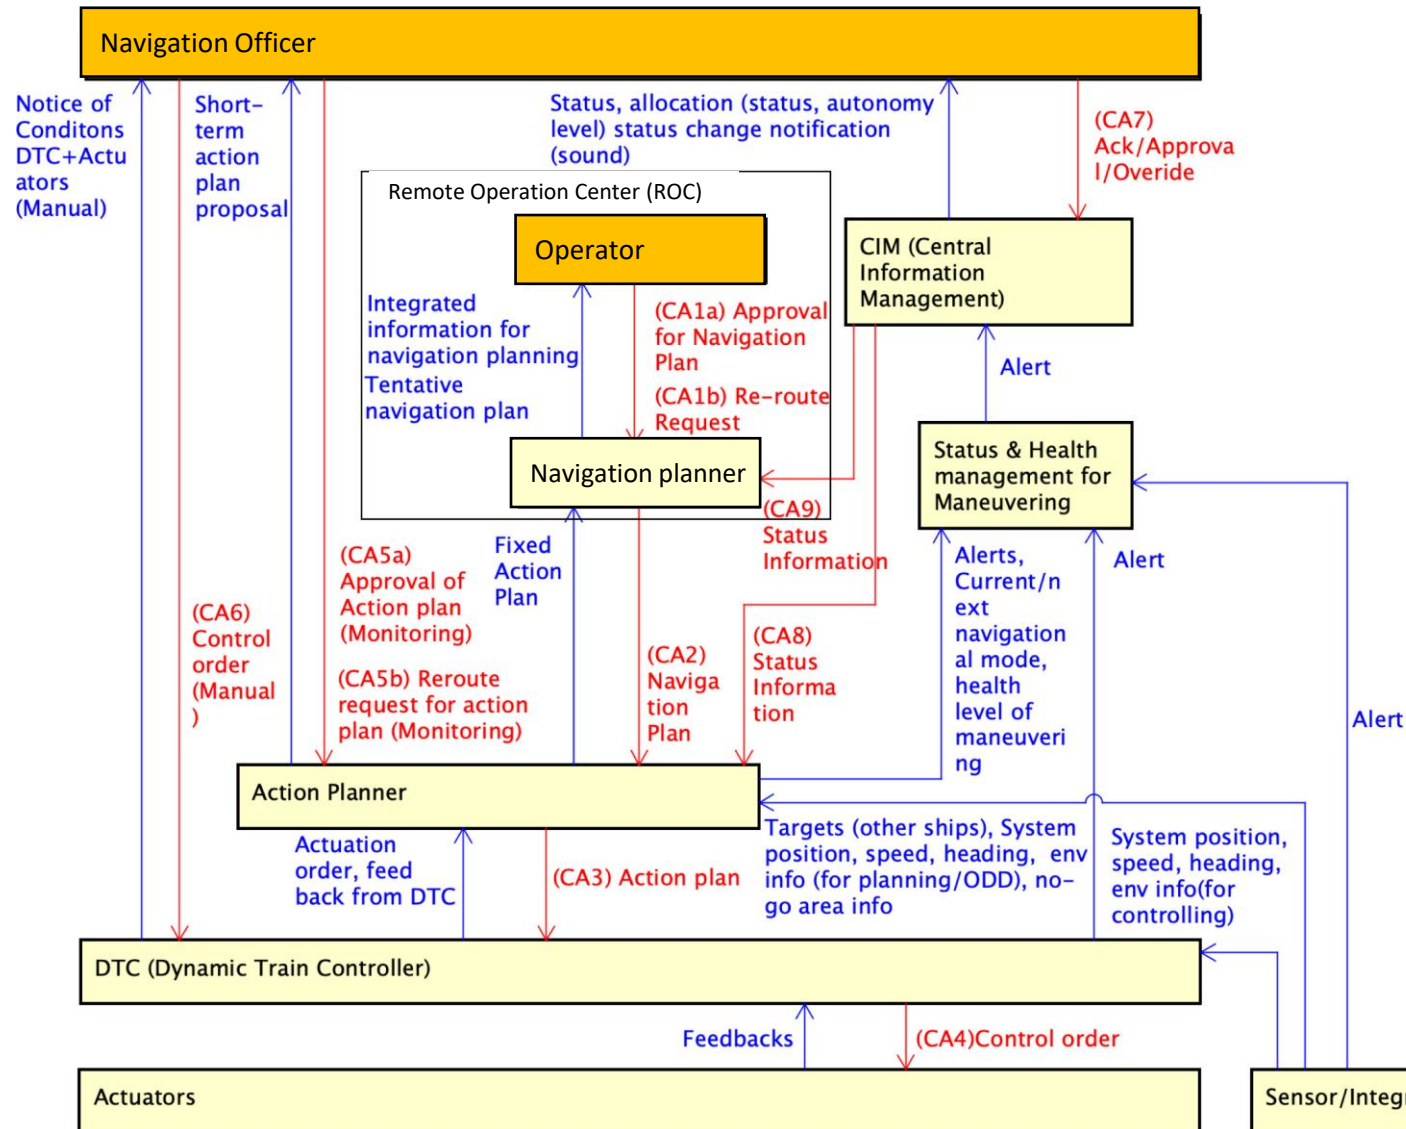 Navigation Officer
Notice of
Conditons
DTC+Actu
ators
(Manual)
Short-
term
action
plan
proposal
Status, allocation (status, autonomy
level) status change notification
(sound)
(CA7)
Ack/Approva
l/Overide
Remote Operation Center (ROC)
Operator
CIM (Central
Information
Management)
Integrated
information for
navigation planning
Tentative
navigation plan
(CA1a) Approval
for Navigation
Plan
(CA1b) Re-route
Request
Alert
Navigation planner
Status & Health
management for
Maneuvering
(CA9)
Status
Information
Fixed
Action
Plan
(CA5a)
Approval of
Action plan
(Monitoring)
(CA5b) Reroute
request for action
plan (Monitoring)
(CA6)
Control
order
(Manual
)
(CA2)
Naviga
tion
Plan
(CA8)
Status
Informa
tion
Alerts,
Current/n
ext
navigation
al mode,
health
level of
maneuveri
ng
Alert
Alert
Action Planner
Actuation
order, feed
back from DTC
(CA3) Action plan
Targets (other ships), System
position, speed, heading, env
info (for planning/ODD), no-
go area info
System position,
speed, heading,
env info(for
controlling)
DTC (Dynamic Train Controller)
Feedbacks
(CA4)Control order
Actuators
Sensor/Integr